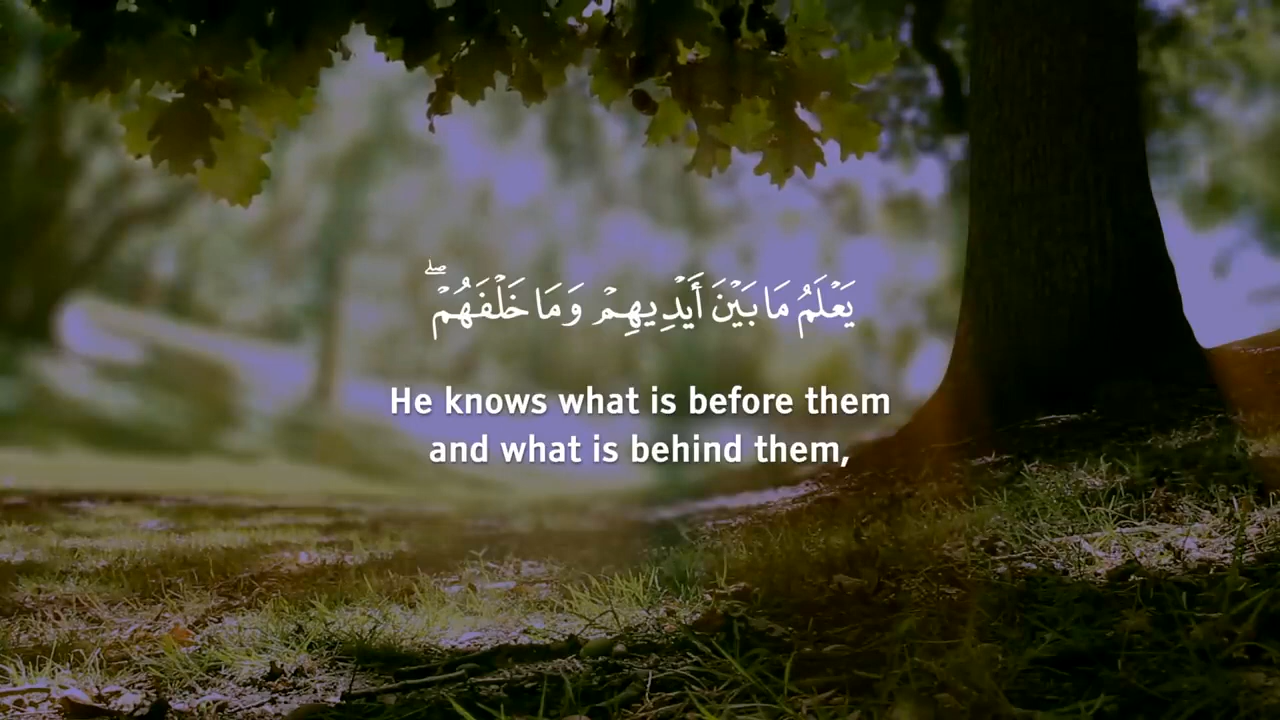 يَعۡلَمُ مَا بَيۡنَ أَيۡدِيهِمۡ وَمَا خَلۡفَهُمۡۖ
He knows what is before them
and what is behind them,